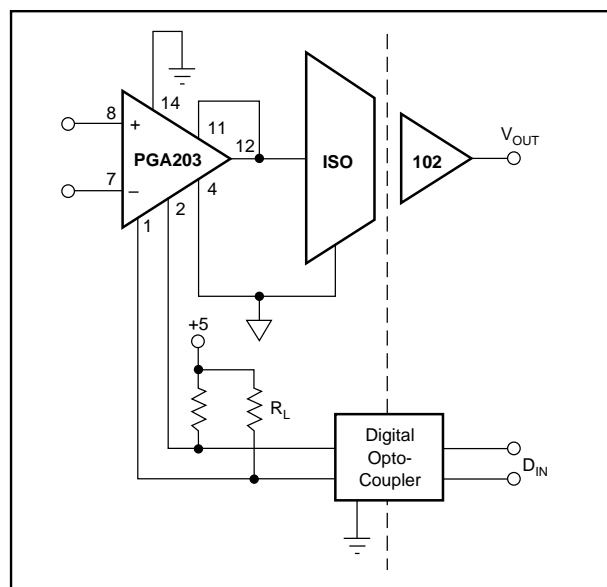 14
8
+
11
PGA203
12
ISO
102
V_OUT
7
–
4
2
1
+5
R_L
Digital
Opto-
Coupler
D_IN